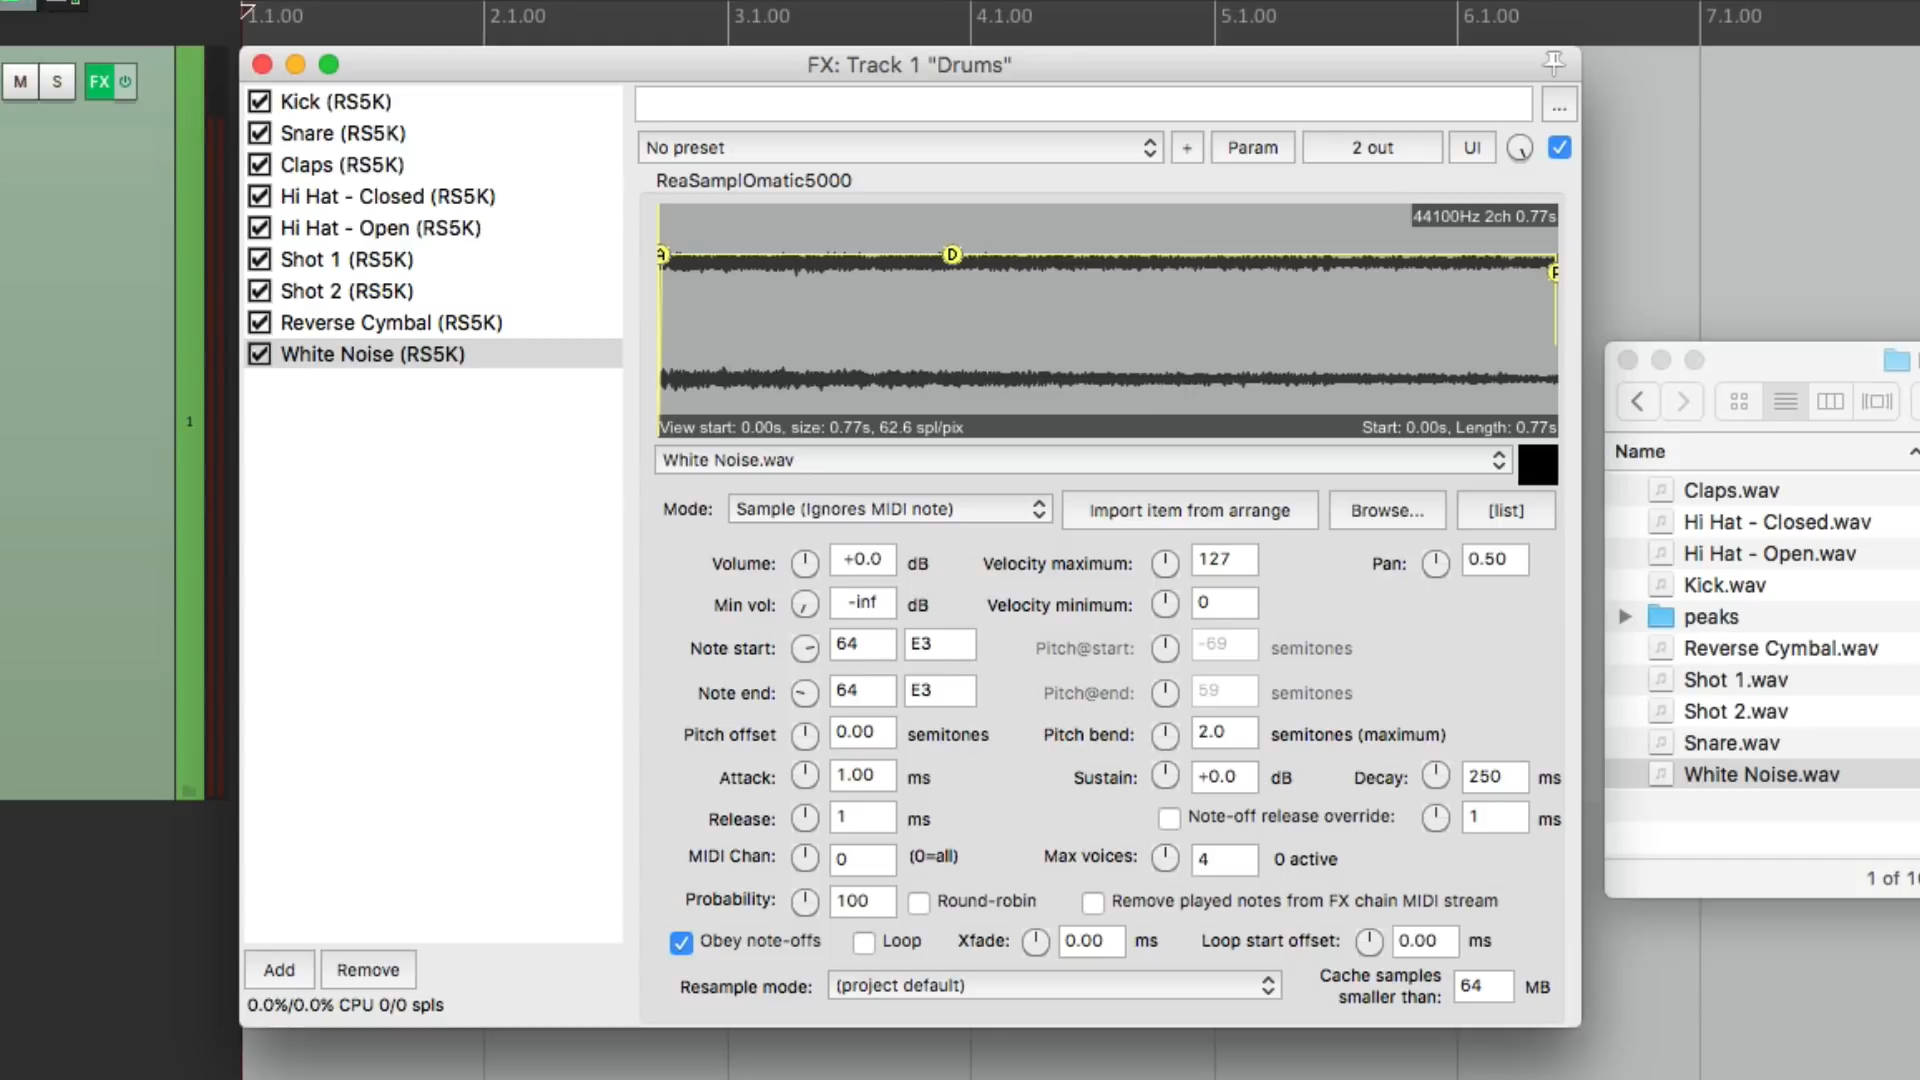 1.1.00 2.1.00 3.1.00 4.1.00 5.1.00 6.1.00 7.1.00
M S FX
1
FX: Track 1 "Drums"
Kick (RS5K)
Snare (RS5K)
Claps (RS5K)
Hi Hat - Closed (RS5K)
Hi Hat - Open (RS5K)
Shot 1 (RS5K)
Shot 2 (RS5K)
Reverse Cymbal (RS5K)
White Noise (RS5K)
Add Remove
0.0%/0.0% CPU 0/0 spls
...
No preset + Param 2 out UI
ReaSamplOmatic5000
44100Hz 2ch 0.77s
A D
View start: 0.00s, size: 0.77s, 62.6 spl/pix Start: 0.00s, Length: 0.77s
White Noise.wav
Mode: Sample (Ignores MIDI note) Import item from arrange Browse... [list]
Volume: +0.0 dB Velocity maximum: 127 Pan: 0.50
Min vol: -inf dB Velocity minimum: 0
Note start: 64 E3 Pitch@start: -69 semitones
Note end: 64 E3 Pitch@end: 59 semitones
Pitch offset 0.00 semitones Pitch bend: 2.0 semitones (maximum)
Attack: 1.00 ms Sustain: +0.0 dB Decay: 250 ms
Release: 1 ms Note-off release override: 1 ms
MIDI Chan: 0 (0=all) Max voices: 4 0 active
Probability: 100 Round-robin Remove played notes from FX chain MIDI stream
Obey note-offs Loop Xfade: 0.00 ms Loop start offset: 0.00 ms
Resample mode: (project default) Cache samples
smaller than: 64 MB
Name
Claps.wav
Hi Hat - Closed.wav
Hi Hat - Open.wav
Kick.wav
peaks
Reverse Cymbal.wav
Shot 1.wav
Shot 2.wav
Snare.wav
White Noise.wav
1 of 1